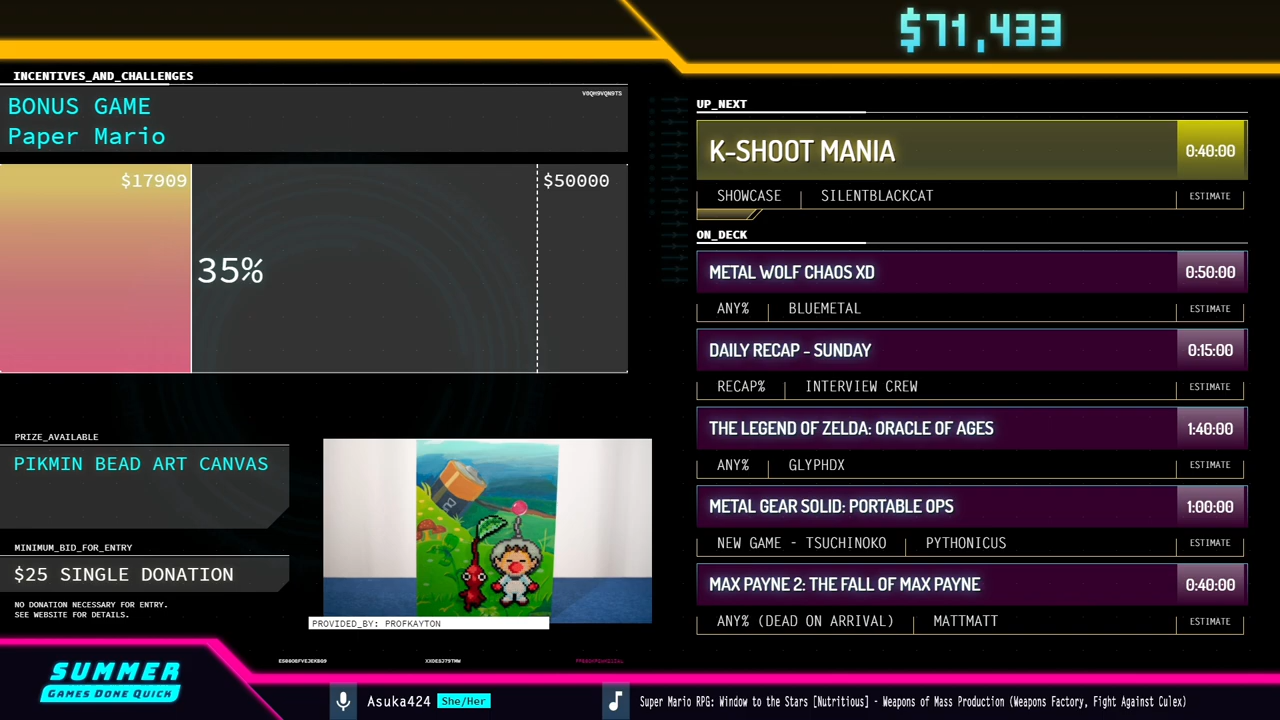 $71,433
INCENTIVES_AND_CHALLENGES
V0QH9VQN9TS
BONUS GAME
Paper Mario
$17909
$50000
35%
PRIZE_AVAILABLE
PIKMIN BEAD ART CANVAS
MINIMUM_BID_FOR_ENTRY
$25 SINGLE DONATION
NO DONATION NECESSARY FOR ENTRY.
SEE WEBSITE FOR DETAILS.
PROVIDED_BY: PROFKAYTON
UP_NEXT
K-SHOOT MANIA
0:40:00
SHOWCASE
SILENTBLACKCAT
ESTIMATE
ON_DECK
METAL WOLF CHAOS XD
0:50:00
ANY%
BLUEMETAL
ESTIMATE
DAILY RECAP - SUNDAY
0:15:00
RECAP%
INTERVIEW CREW
ESTIMATE
THE LEGEND OF ZELDA: ORACLE OF AGES
1:40:00
ANY%
GLYPHDX
ESTIMATE
METAL GEAR SOLID: PORTABLE OPS
1:00:00
NEW GAME - TSUCHINOKO
PYTHONICUS
ESTIMATE
MAX PAYNE 2: THE FALL OF MAX PAYNE
0:40:00
ANY% (DEAD ON ARRIVAL)
MATTMATT
ESTIMATE
SUMMER
GAMES DONE QUICK
Asuka424 She/Her
Super Mario RPG: Window to the Stars [Nutritious] - Weapons of Mass Production (Weapons Factory, Fight Against Culex)